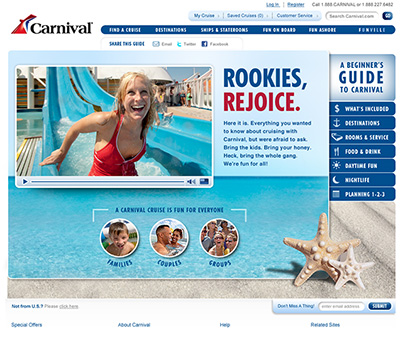 Log In | Register Call 1.888.CARNIVAL or 1.888.227.6482
Carnival
My Cruise Saved Cruises (0) Customer Service Search Carnival.com
FIND A CRUISE DESTINATIONS SHIPS & STATEROOMS FUN ON BOARD FUN ASHORE FUNVILLE
SHARE THIS GUIDE Email Twitter Facebook
A BEGINNER'S
GUIDE
TO CARNIVAL
ROOKIES,
REJOICE.
Here it is. Everything you wanted
to know about cruising with
Carnival, but were afraid to ask.
Bring the kids. Bring your honey.
Heck, bring the whole gang.
We're fun for all!
WHAT'S INCLUDED
DESTINATIONS
ROOMS & SERVICE
FOOD & DRINK
DAYTIME FUN
NIGHTLIFE
PLANNING 1-2-3
A CARNIVAL CRUISE IS FUN FOR EVERYONE
FAMILIES COUPLES GROUPS
Not from U.S.? Please click here.
Don't Miss A Thing! enter email address SUBMIT
Special Offers About Carnival Help Related Sites